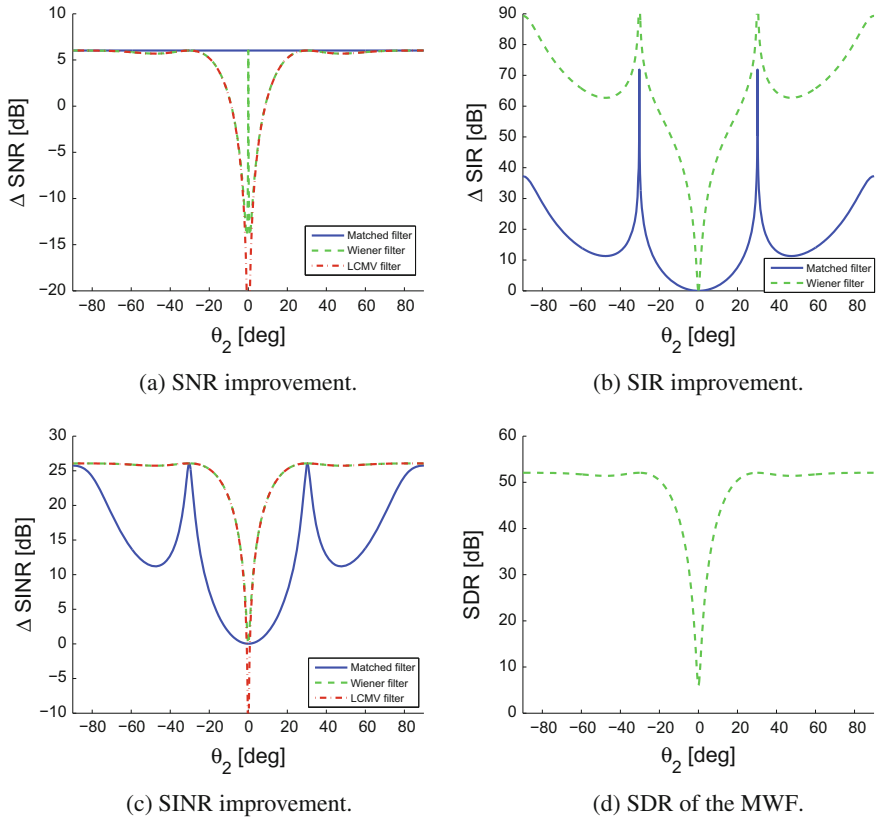 10
5
0
−5
−10
−15
−20
Δ SNR [dB]
Matched filter
Wiener filter
LCMV filter
−80 −60 −40 −20 0 20 40 60 80
θ2 [deg]
(a) SNR improvement.
90
80
70
60
50
40
30
20
10
0
Δ SIR [dB]
Matched filter
Wiener filter
−80 −60 −40 −20 0 20 40 60 80
θ2 [deg]
(b) SIR improvement.
30
25
20
15
10
5
0
−5
−10
Δ SINR [dB]
Matched filter
Wiener filter
LCMV filter
−80 −60 −40 −20 0 20 40 60 80
θ2 [deg]
(c) SINR improvement.
60
50
40
30
20
10
0
SDR [dB]
−80 −60 −40 −20 0 20 40 60 80
θ2 [deg]
(d) SDR of the MWF.